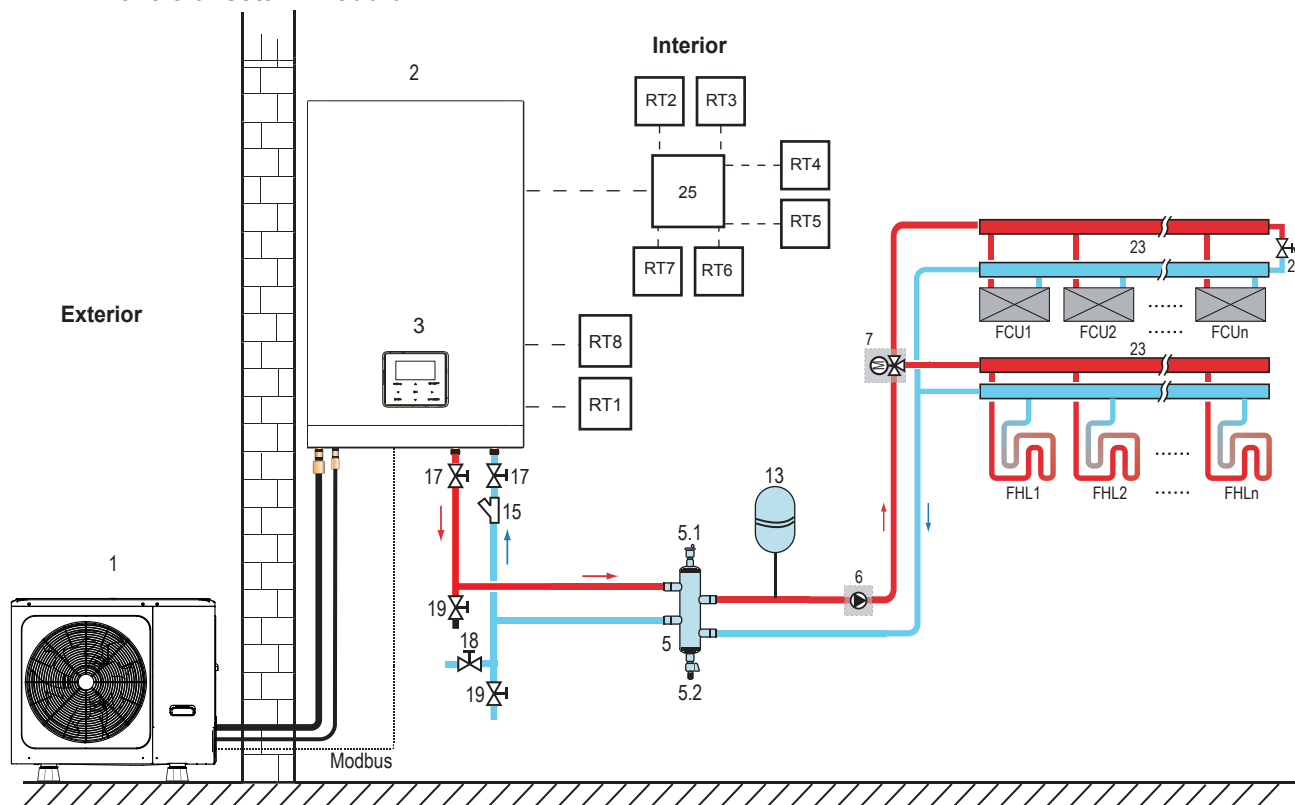 Interior
2
RT2
RT3
RT4
25
RT5
RT7
RT6
23
2
FCU1
FCU2
......
......
FCUn
Exterior
3
RT8
7
23
RT1
17
17
15
13
FHL1
FHL2
......
......
FHLn
5.1
1
6
19
18
5
19
5.2
Modbus